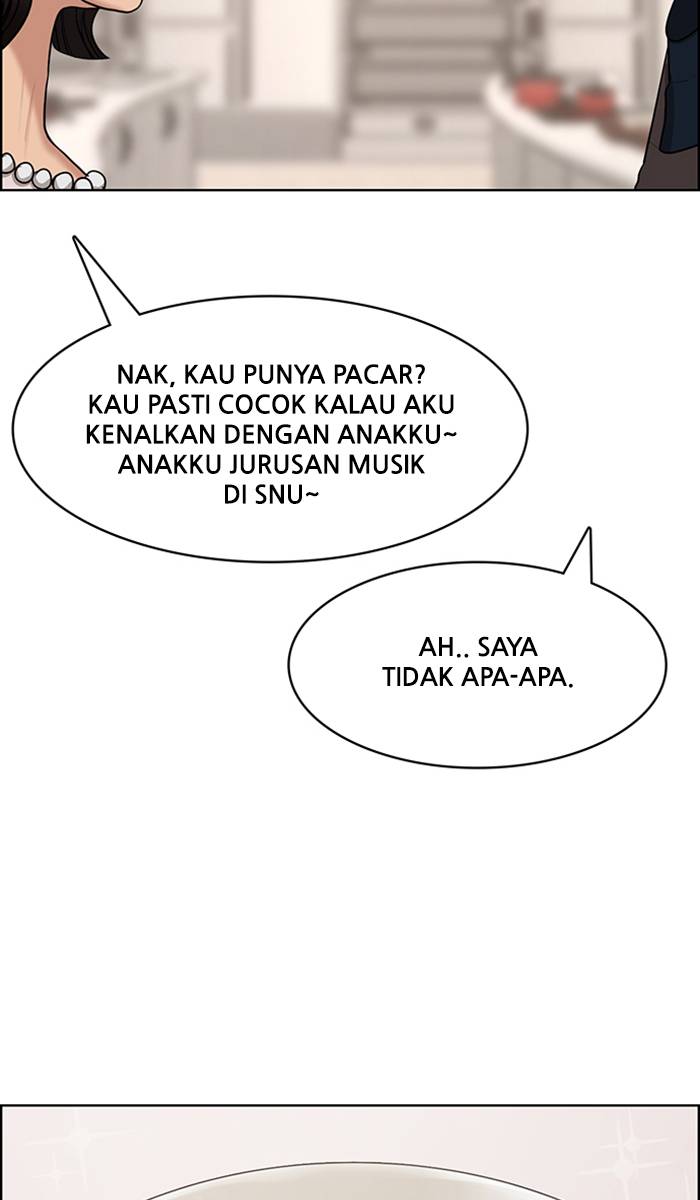 NAK, KAU PUNYA PACAR?
KAU PASTI COCOK KALAU AKU
KENALKAN DENGAN ANAKKU~
ANAKKU JURUSAN MUSIK
DI SNU~
AH.. SAYA
TIDAK APA-APA.